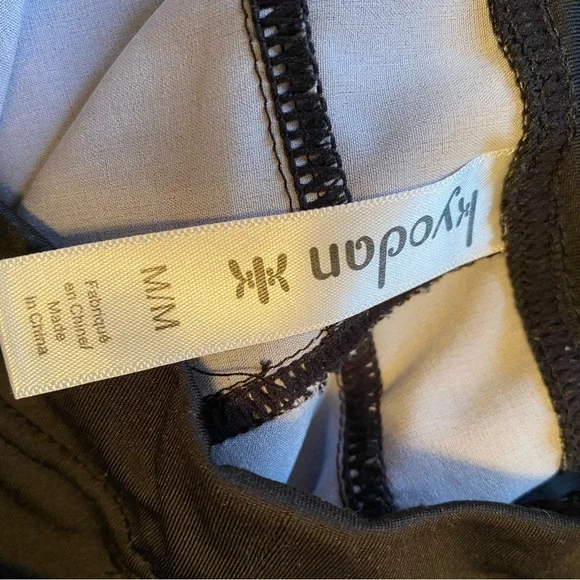 kyodan
M/M
Fabriqué
en Chine/
Made
in China